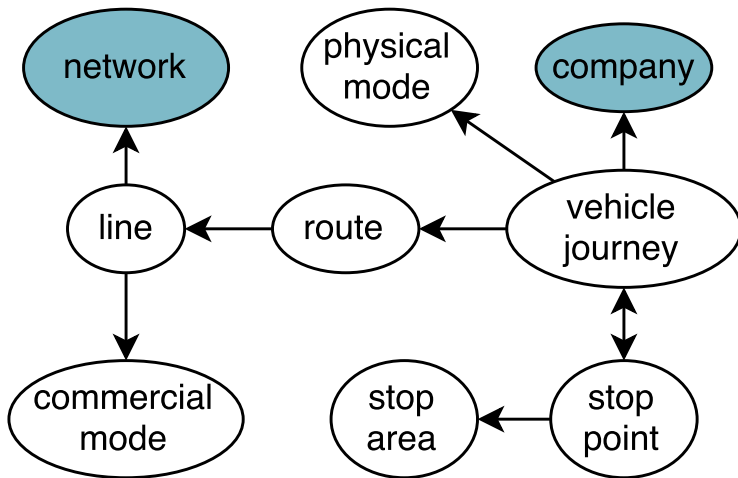 network
physical
mode
company
line
route
vehicle
journey
commercial
mode
stop
area
stop
point